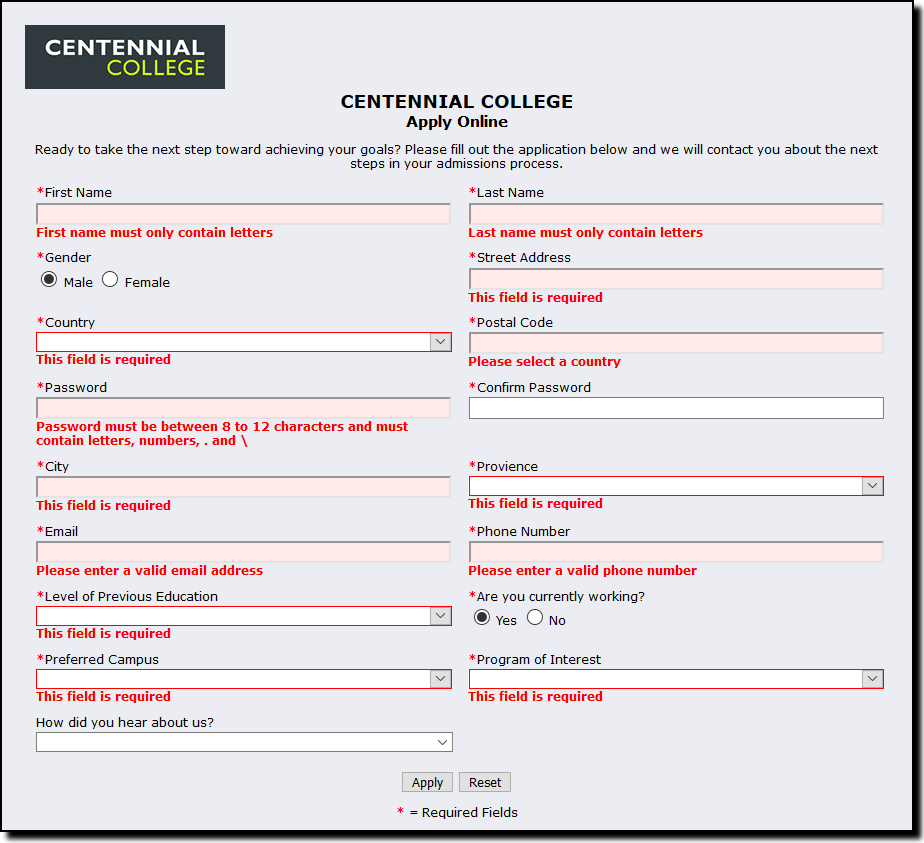 CENTENNIAL
COLLEGE
CENTENNIAL COLLEGE
Apply Online
Ready to take the next step toward achieving your goals? Please fill out the application below and we will contact you about the next
steps in your admissions process.
*First Name
First name must only contain letters
*Last Name
Last name must only contain letters
*Gender
Male Female
*Street Address
This field is required
*Country
This field is required
*Postal Code
Please select a country
*Password
Password must be between 8 to 12 characters and must
contain letters, numbers, . and \
*Confirm Password
*City
This field is required
*Provience
This field is required
*Email
Please enter a valid email address
*Phone Number
Please enter a valid phone number
*Level of Previous Education
This field is required
*Are you currently working?
Yes No
*Preferred Campus
This field is required
*Program of Interest
This field is required
How did you hear about us?
Apply Reset
* = Required Fields